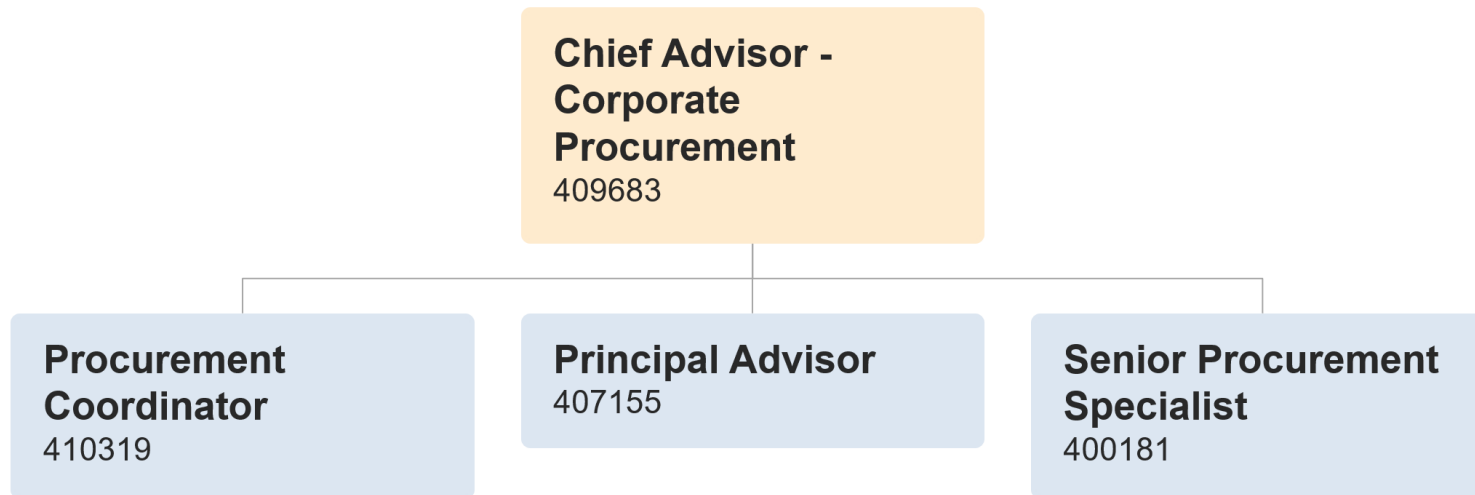 Chief Advisor -
Corporate
Procurement
409683
Procurement
Coordinator
410319
Principal Advisor
407155
Senior Procurement
Specialist
400181